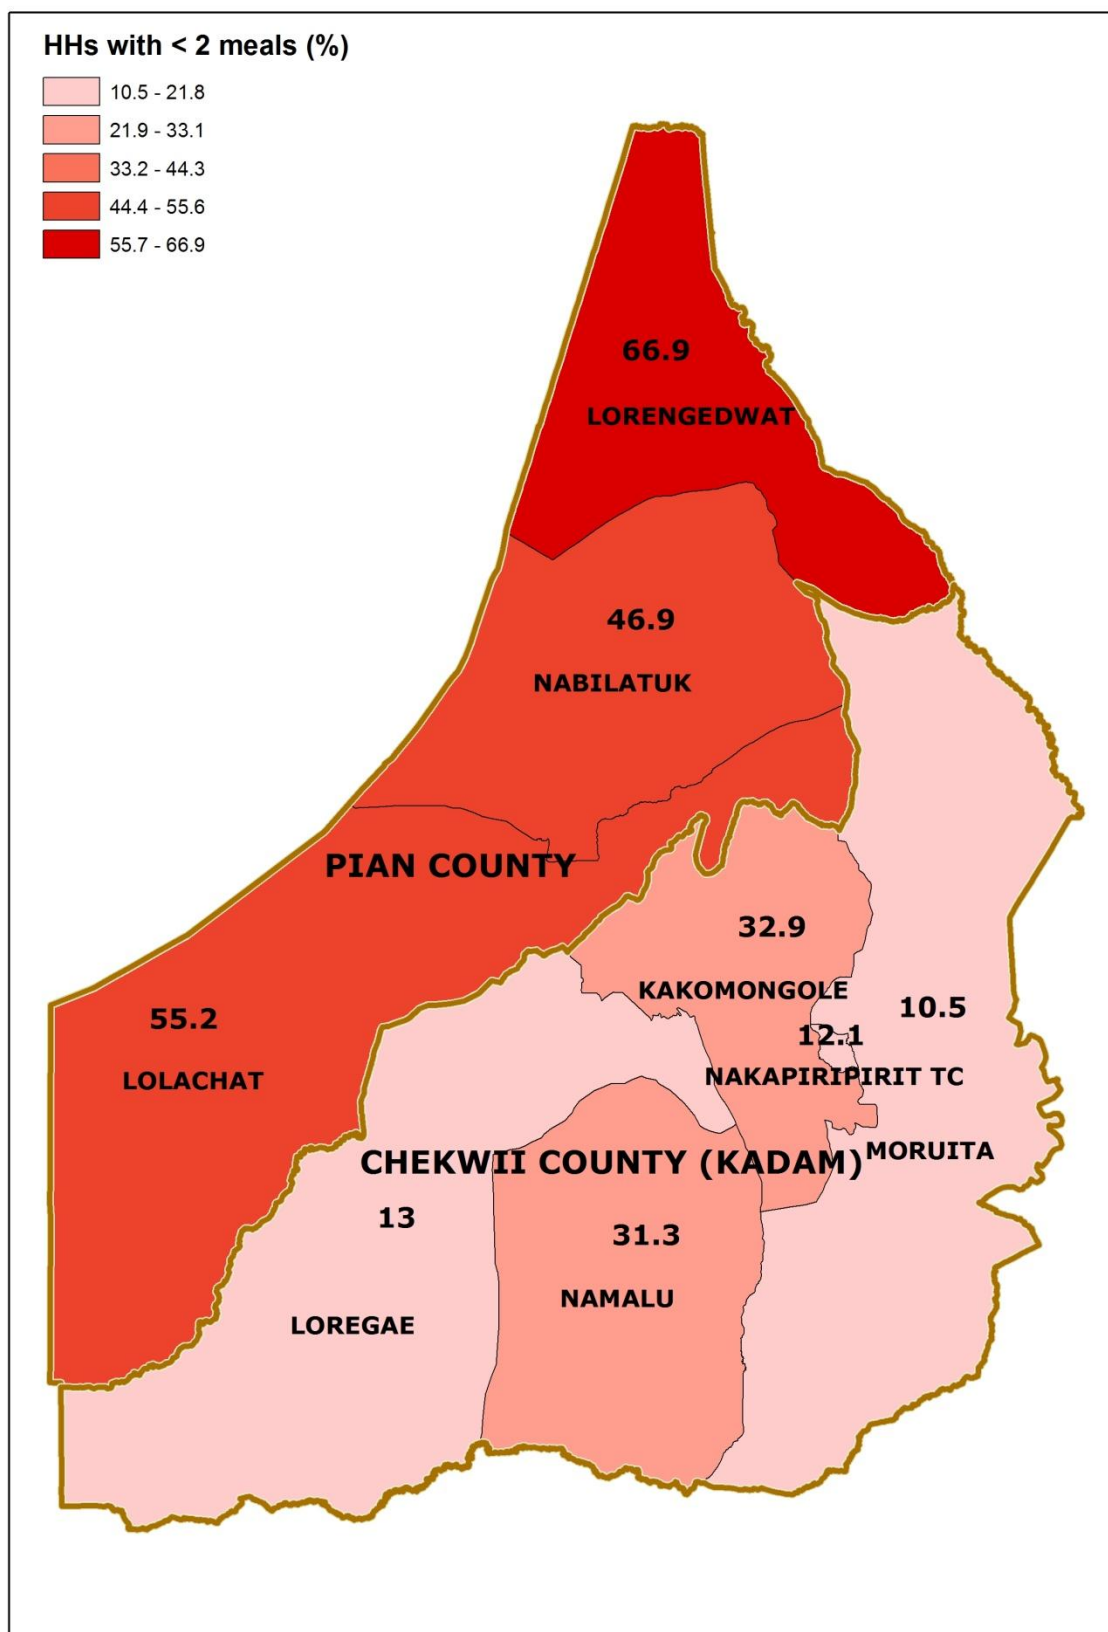 HHs with < 2 meals (%)
10.5 - 21.8
21.9 - 33.1
33.2 - 44.3
44.4 - 55.6
55.7 - 66.9
66.9
LORENGEDWAT
46.9
NABILATUK
PIAN COUNTY
32.9
KAKOMONGOLE
10.5
55.2
12.1
LOLACHAT
NAKAPIRIPIRIT TC
MORUITA
CHEKWII COUNTY (KADAM)
13
31.3
NAMALU
LOREGAE